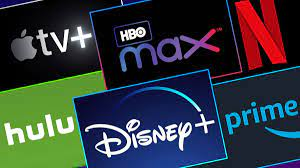 tv+
HBO
max
N
hulu
Disney+
prime